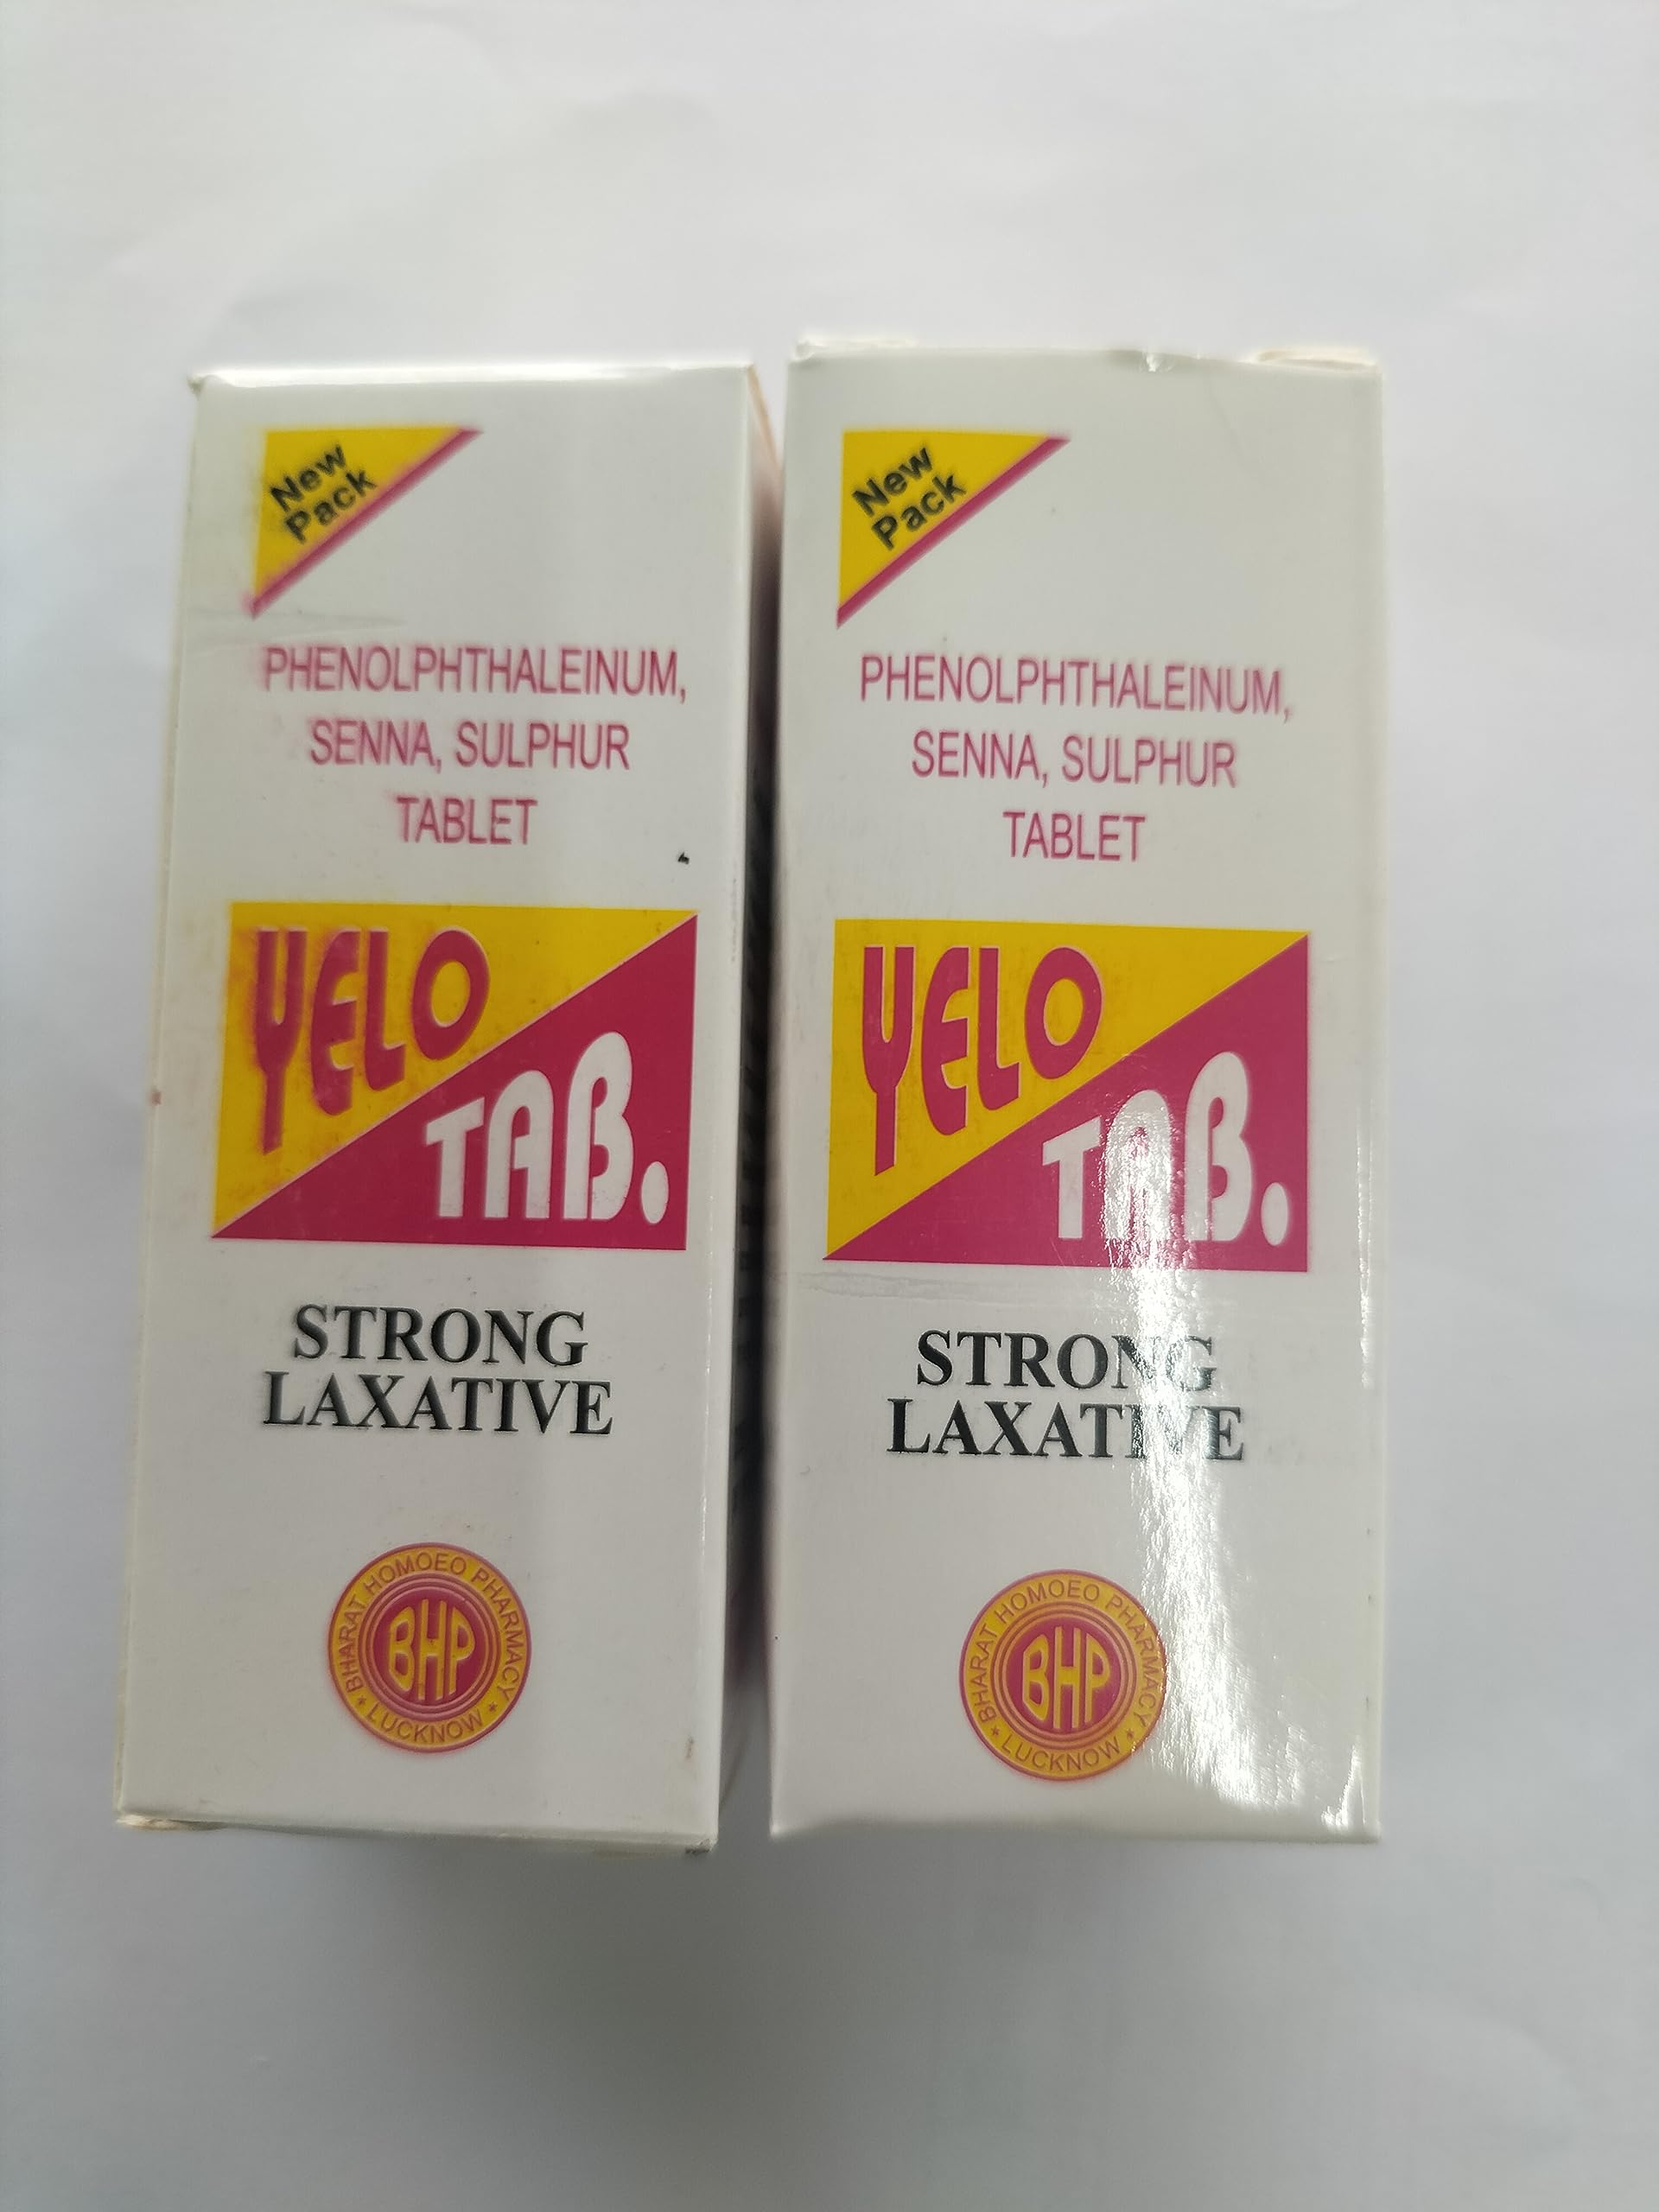 New
Pack
PHENOLPHTHALEINUM,
SENNA, SULPHUR
TABLET
YELO
TAB.
STRONG
LAXATIVE
BHARAT HOMOEO PHARMACY
BHP
* LUCKNOW *
New
Pack
PHENOLPHTHALEINUM,
SENNA, SULPHUR
TABLET
YELO
TAB.
STRONG
LAXATIVE
BHARAT HOMOEO PHARMACY
BHP
* LUCKNOW *